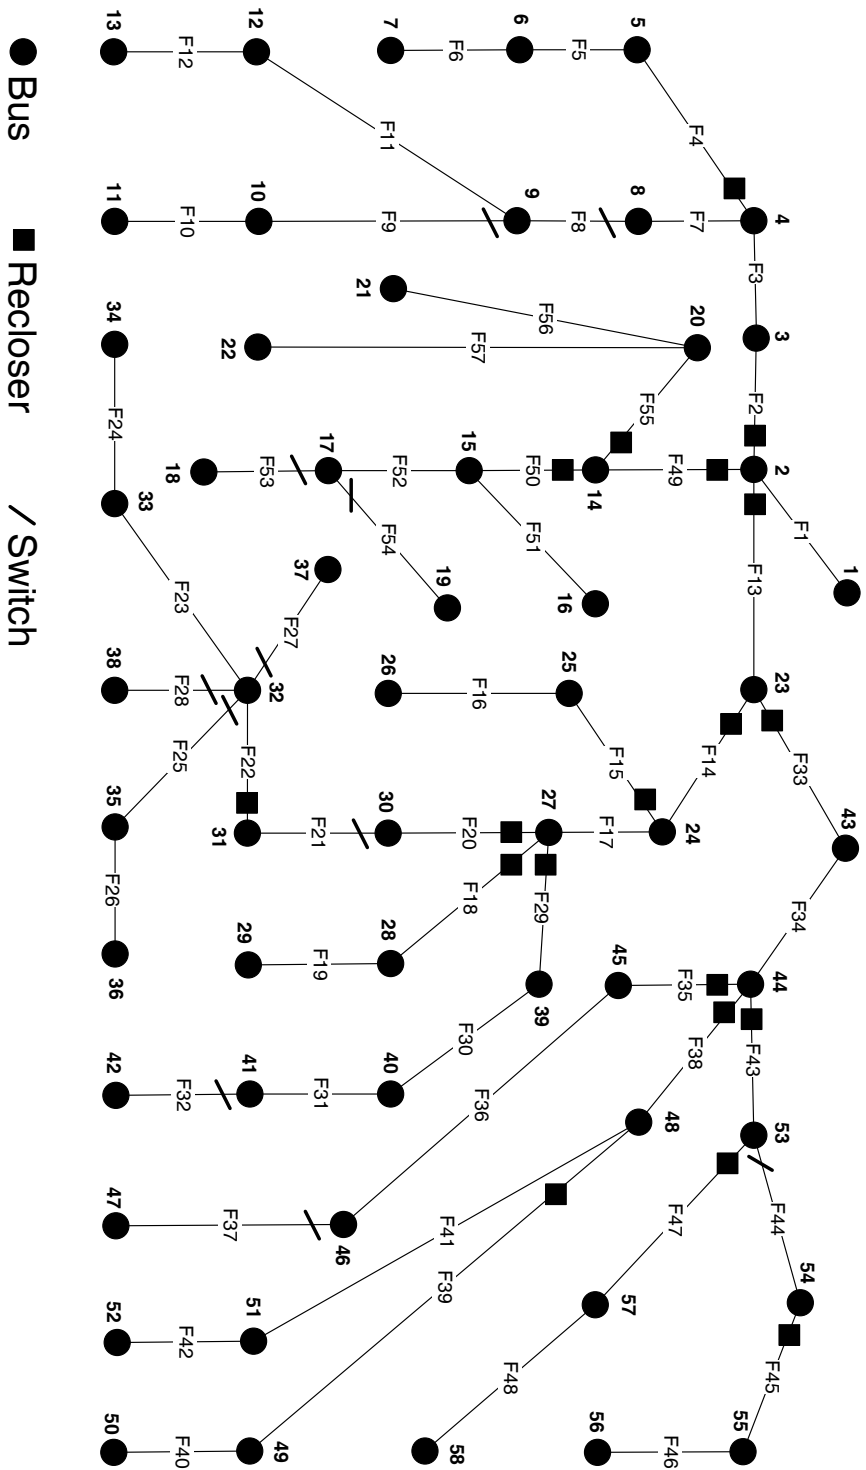 1
43
F1
F33
F34
54
4
3
2
23
44
53
F44
F45
F3
F2
F13
F43
55
5
F4
20
F7
F49
F14
24
F38
F35
F47
F46
8
F55
14
F15
F17
45
48
57
56
6
F5
9
F8
F56
F50
F51
16
25
27
F29
39
F48
7
F6
F57
15
F16
F20
F18
F30
F36
F41
F39
58
F11
F9
21
17
F52
F54
19
26
30
28
40
46
12
10
22
F53
37
F27
32
F21
F22
31
29
F19
41
F31
F37
51
49
F12
F10
18
F23
F28
F25
F32
F42
F40
13
11
34
F24
33
38
35
F26
36
42
47
52
50
Bus
Recloser
Switch